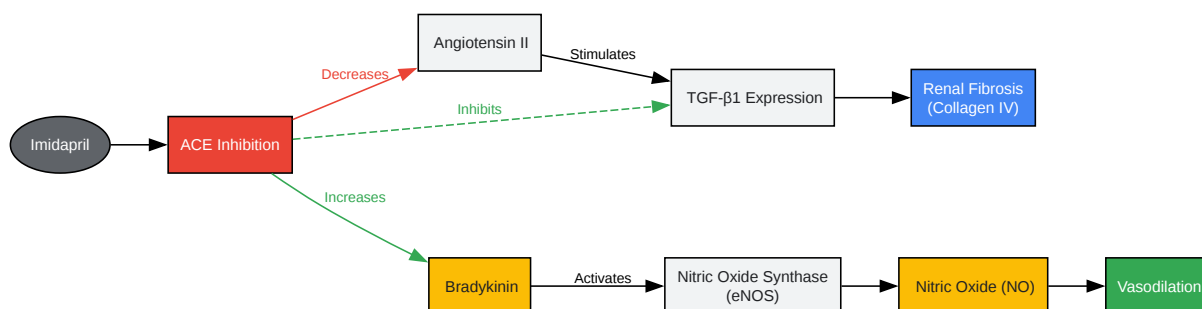 Angiotensin II
Stimulates
Decreases
TGF-β1 Expression
Renal Fibrosis
(Collagen IV)
Inhibits
Imidapril
ACE Inhibition
Increases
Bradykinin
Activates
Nitric Oxide Synthase
(eNOS)
Nitric Oxide (NO)
Vasodilation